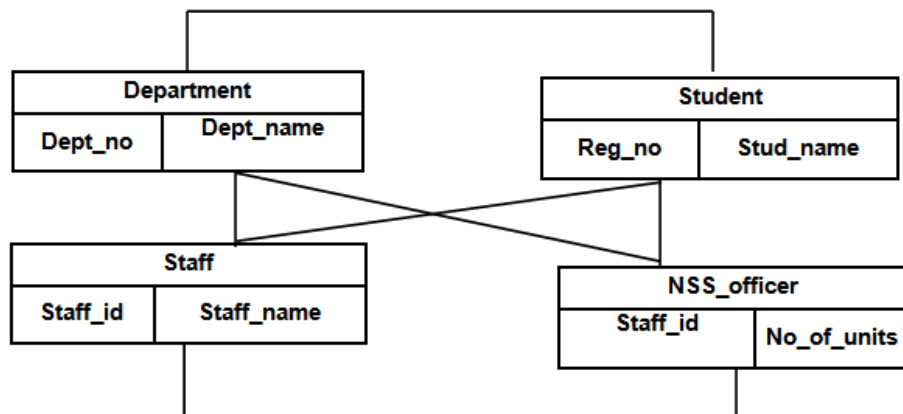 Department
Student
Dept_no
Dept_name
Reg_no
Stud_name
Staff
NSS_officer
Staff_id
Staff_name
Staff_id
No_of_units